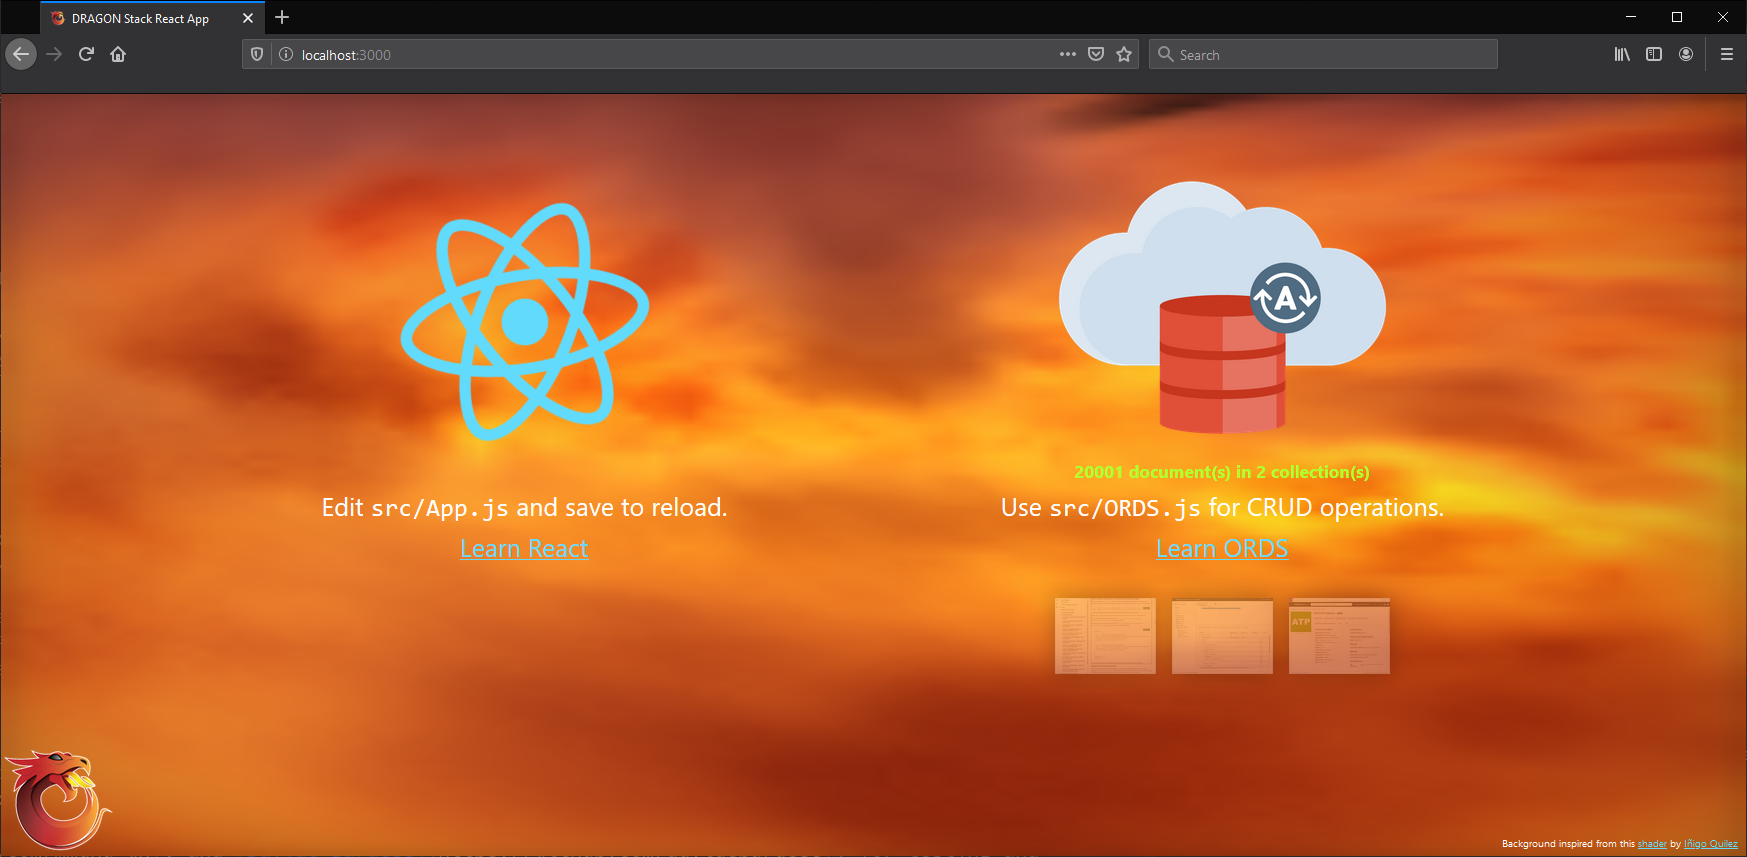 DRAGON Stack React App
localhost:3000
Search
A
20001 document(s) in 2 collection(s)
Edit src/App.js and save to reload.
Use src/ORDS.js for CRUD operations.
Learn React
Learn ORDS
ATP
Background inspired from this shader by Iñigo Quilez